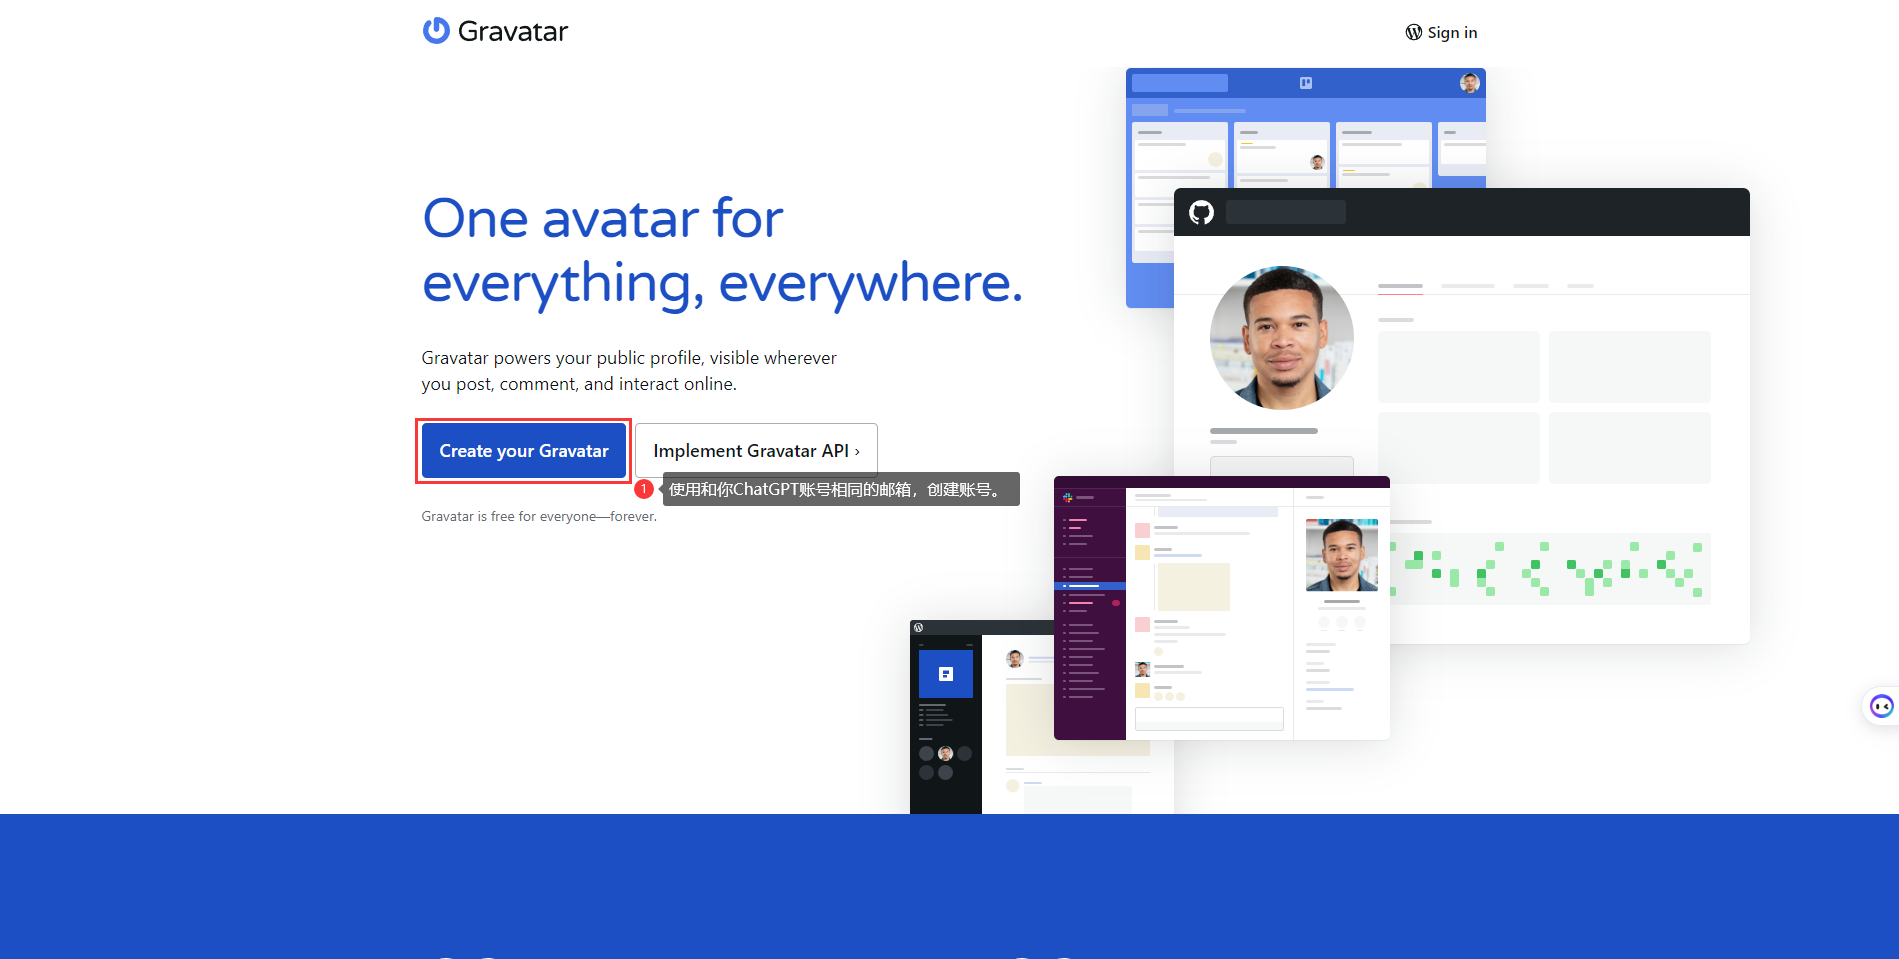 Gravatar
Sign in
One avatar for
everything, everywhere.
Gravatar powers your public profile, visible wherever
you post, comment, and interact online.
Create your Gravatar
Implement Gravatar API ›
1
使用和你ChatGPT账号相同的邮箱，创建账号。
Gravatar is free for everyone—forever.